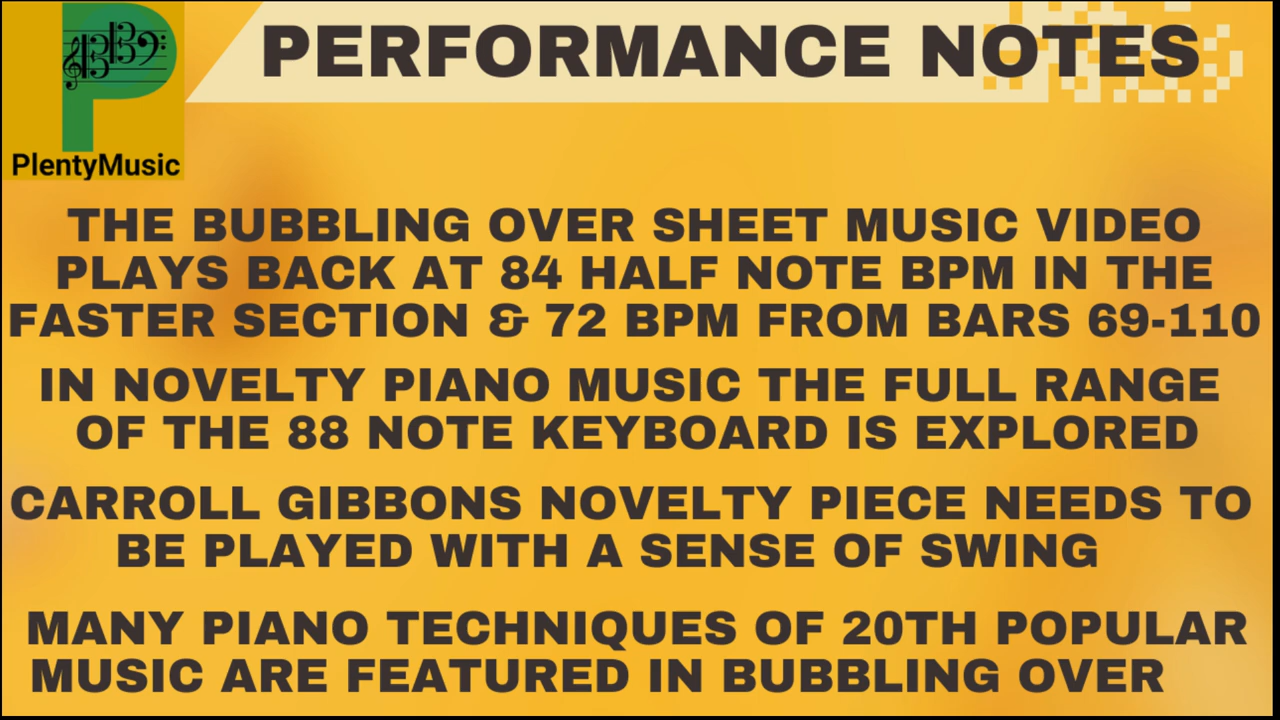 PERFORMANCE NOTES
PlentyMusic
THE BUBBLING OVER SHEET MUSIC VIDEO
PLAYS BACK AT 84 HALF NOTE BPM IN THE
FASTER SECTION & 72 BPM FROM BARS 69-110
IN NOVELTY PIANO MUSIC THE FULL RANGE
OF THE 88 NOTE KEYBOARD IS EXPLORED
CARROLL GIBBONS NOVELTY PIECE NEEDS TO
BE PLAYED WITH A SENSE OF SWING
MANY PIANO TECHNIQUES OF 20TH POPULAR
MUSIC ARE FEATURED IN BUBBLING OVER